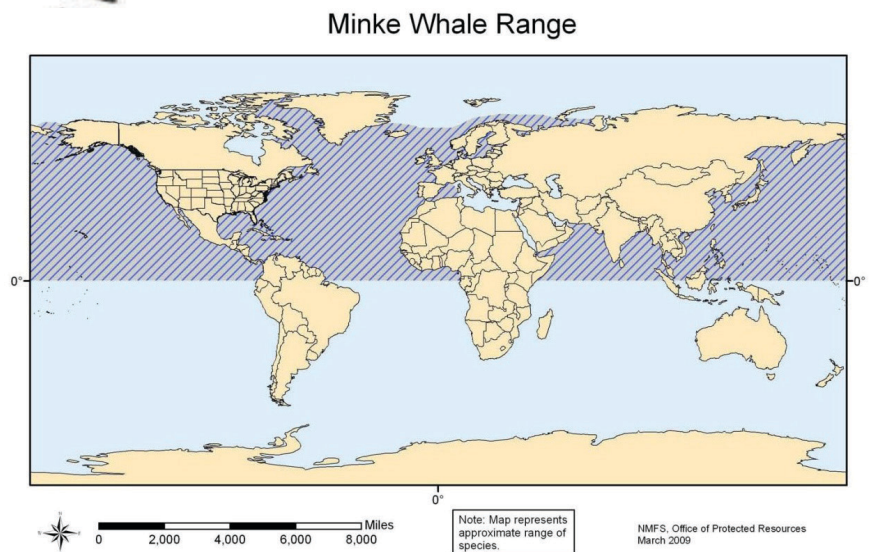 Minke Whale Range
0°
0°
0°
N
W
E
S
Miles
0
2,000
4,000
6,000
8,000
Note: Map represents
approximate range of
species.
NMFS, Office of Protected Resources
March 2009